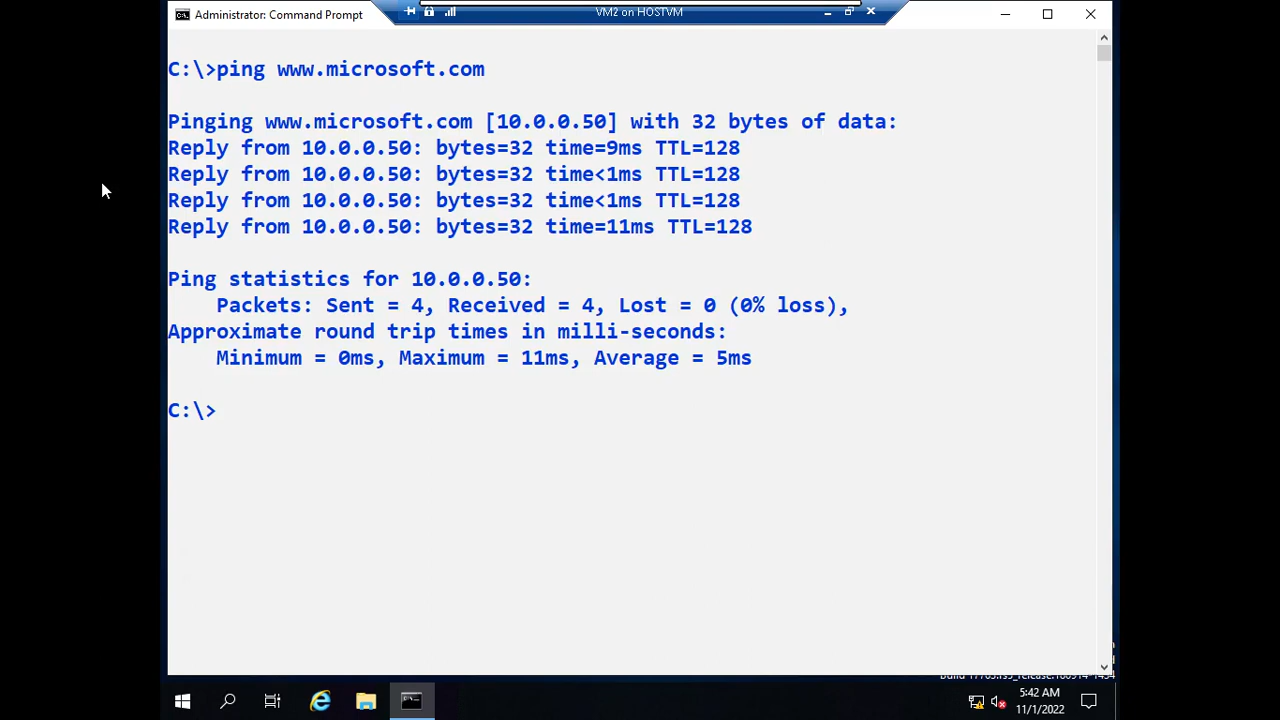 Administrator: Command Prompt
VM2 on HOSTVM
C:\>ping www.microsoft.com
Pinging www.microsoft.com [10.0.0.50] with 32 bytes of data:
Reply from 10.0.0.50: bytes=32 time=9ms TTL=128
Reply from 10.0.0.50: bytes=32 time<1ms TTL=128
Reply from 10.0.0.50: bytes=32 time<1ms TTL=128
Reply from 10.0.0.50: bytes=32 time=11ms TTL=128
Ping statistics for 10.0.0.50:
Packets: Sent = 4, Received = 4, Lost = 0 (0% loss),
Approximate round trip times in milli-seconds:
Minimum = 0ms, Maximum = 11ms, Average = 5ms
C:\>
5:42 AM
11/1/2022